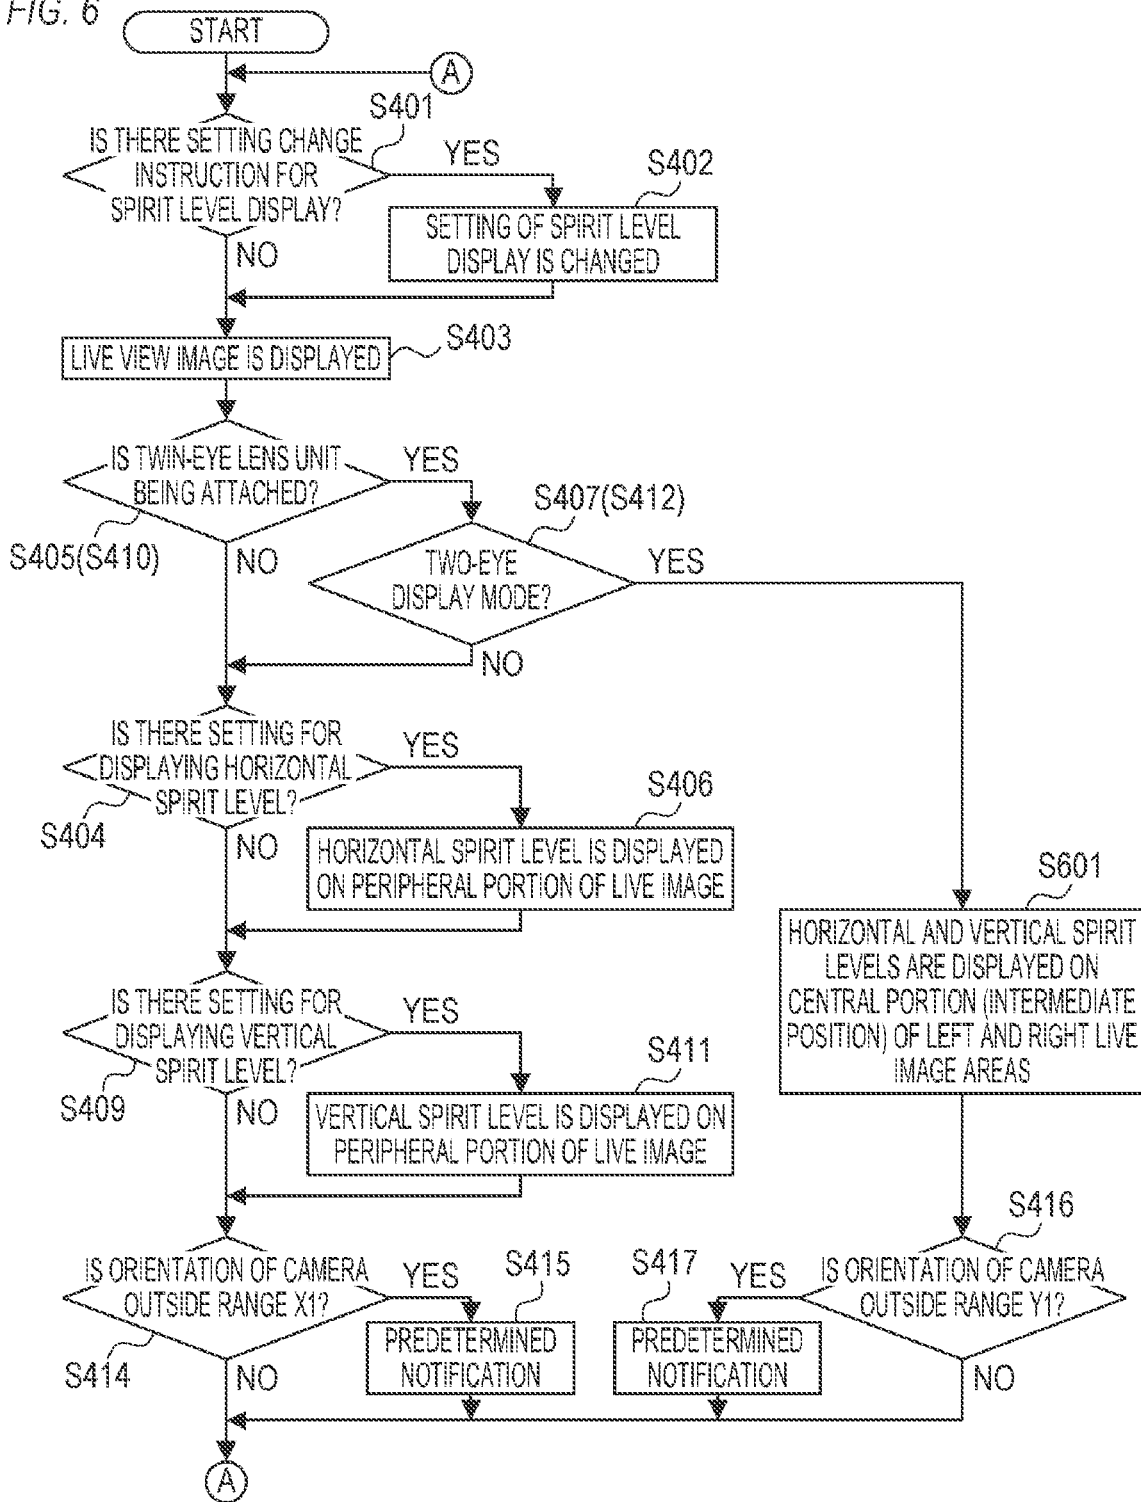 FIG. 6
START
A
S401
IS THERE SETTING CHANGE
INSTRUCTION FOR
SPIRIT LEVEL DISPLAY?
YES
S402
SETTING OF SPIRIT LEVEL
DISPLAY IS CHANGED
NO
S403
LIVE VIEW IMAGE IS DISPLAYED
IS TWIN-EYE LENS UNIT
BEING ATTACHED?
YES
S405(S410)
NO
S407(S412)
TWO-EYE
DISPLAY MODE?
YES
NO
IS THERE SETTING FOR
DISPLAYING HORIZONTAL
SPIRIT LEVEL?
YES
S404
NO
S406
HORIZONTAL SPIRIT LEVEL IS DISPLAYED
ON PERIPHERAL PORTION OF LIVE IMAGE
S601
HORIZONTAL AND VERTICAL SPIRIT
LEVELS ARE DISPLAYED ON
CENTRAL PORTION (INTERMEDIATE
POSITION) OF LEFT AND RIGHT LIVE
IMAGE AREAS
IS THERE SETTING FOR
DISPLAYING VERTICAL
SPIRIT LEVEL?
YES
S409
NO
S411
VERTICAL SPIRIT LEVEL IS DISPLAYED ON
PERIPHERAL PORTION OF LIVE IMAGE
IS ORIENTATION OF CAMERA
OUTSIDE RANGE X1?
YES
S414
NO
S415
PREDETERMINED
NOTIFICATION
S417
PREDETERMINED
NOTIFICATION
YES
S416
IS ORIENTATION OF CAMERA
OUTSIDE RANGE Y1?
NO
A